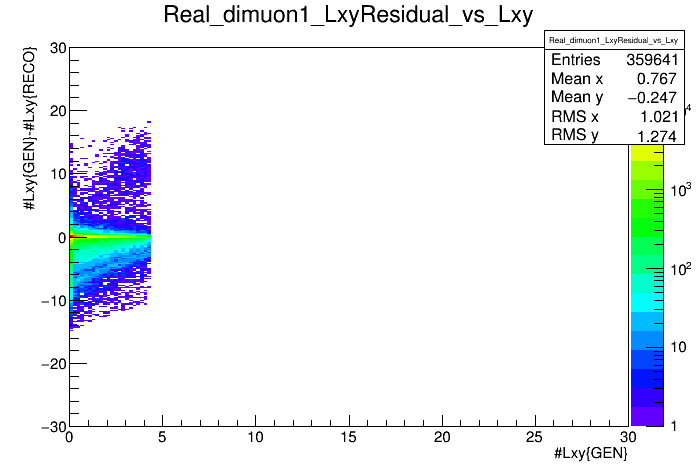 Real_dimuon1_LxyResidual_vs_Lxy
Real_dimuon1_LxyResidual_vs_Lxy
Entries 359641
Mean x 0.767
Mean y −0.247
RMS x 1.021
RMS y 1.274
#Lxy{GEN}-#Lxy{RECO}
30
20
10
0
−10
−20
−30
0 5 10 15 20 25 30
#Lxy{GEN}
4
10³
10²
10
1